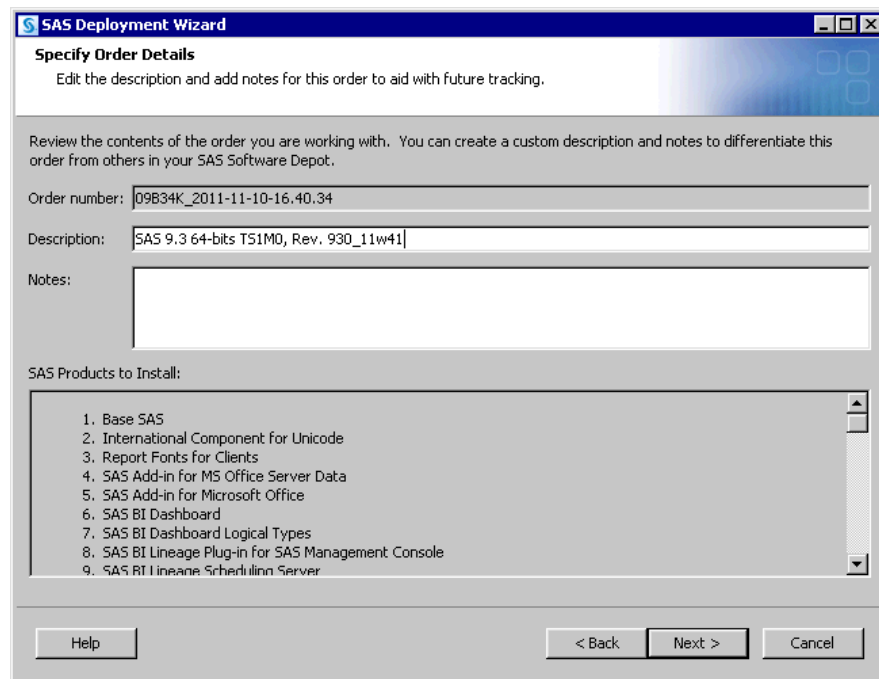 SAS Deployment Wizard
Specify Order Details
Edit the description and add notes for this order to aid with future tracking.
Review the contents of the order you are working with. You can create a custom description and notes to differentiate this
order from others in your SAS Software Depot.
Order number: 09B34K_2011-11-10-16.40.34
Description: SAS 9.3 64-bits TS1M0, Rev. 930_11w41
Notes:
SAS Products to Install:
1. Base SAS
2. International Component for Unicode
3. Report Fonts for Clients
4. SAS Add-in for MS Office Server Data
5. SAS Add-in for Microsoft Office
6. SAS BI Dashboard
7. SAS BI Dashboard Logical Types
8. SAS BI Lineage Plug-in for SAS Management Console
9. SAS BI Lineage Scheduling Server
Help < Back Next > Cancel